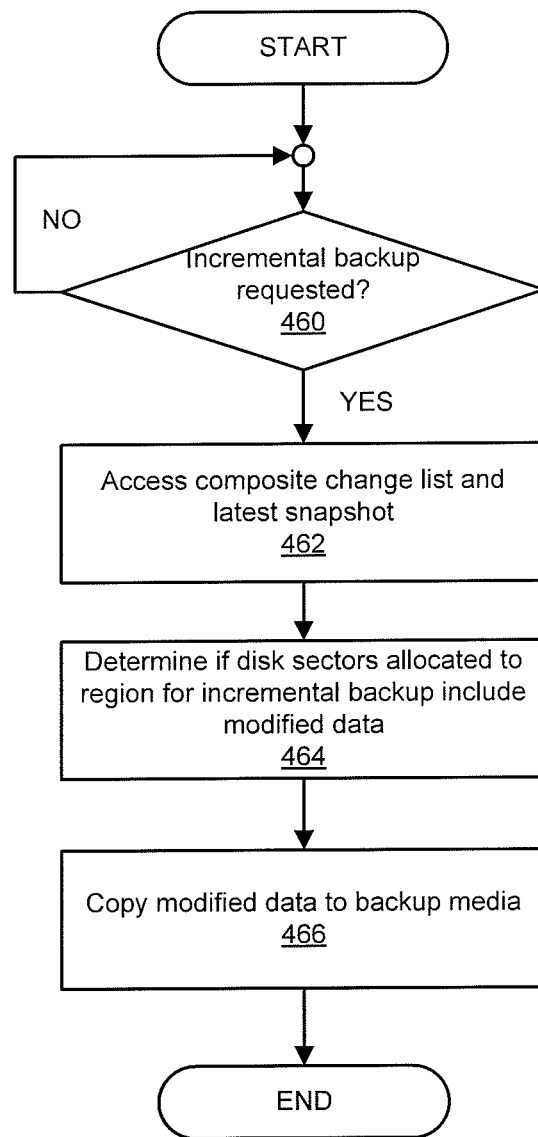 START
NO
Incremental backup
requested?
460
YES
Access composite change list and
latest snapshot
462
Determine if disk sectors allocated to
region for incremental backup include
modified data
464
Copy modified data to backup media
466
END